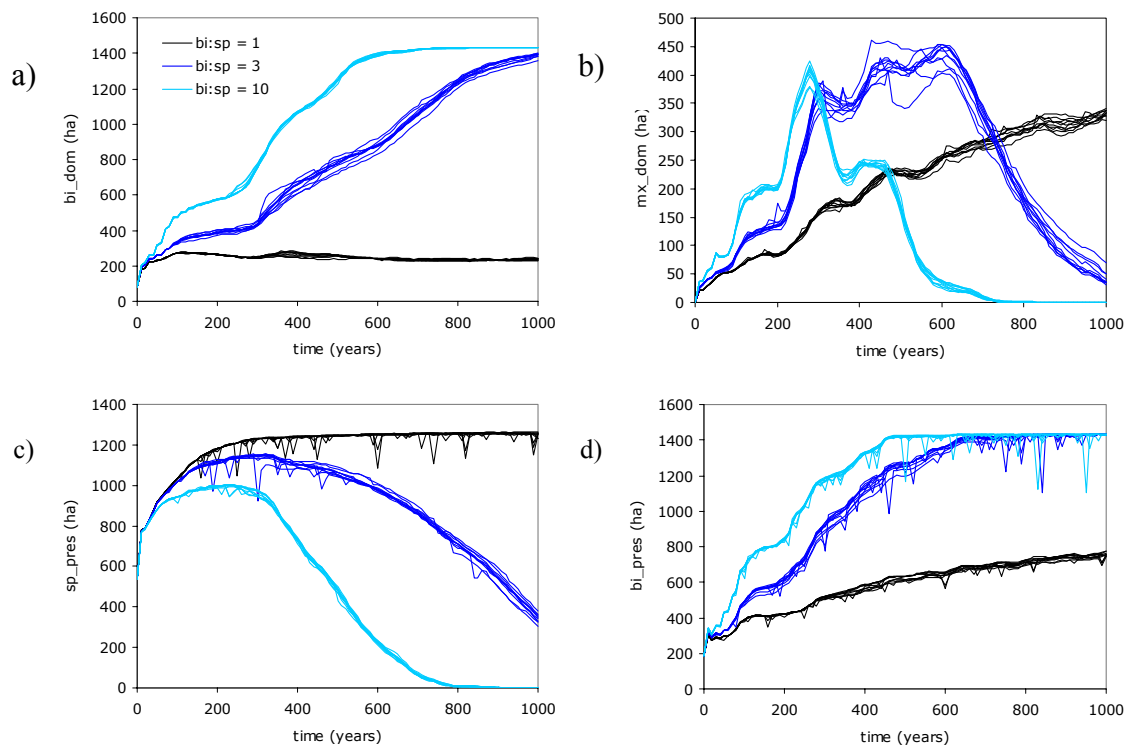 a)
1600
1400
1200
1000
800
600
400
200
0
bi_dom (ha)
bi:sp = 1
bi:sp = 3
bi:sp = 10
0 200 400 600 800 1000
time (years)
b)
500
450
400
350
300
250
200
150
100
50
0
mx_dom (ha)
0 200 400 600 800 1000
time (years)
c)
1400
1200
1000
800
600
400
200
0
sp_pres (ha)
0 200 400 600 800 1000
time (years)
d)
1600
1400
1200
1000
800
600
400
200
0
bi_pres (ha)
0 200 400 600 800 1000
time (years)